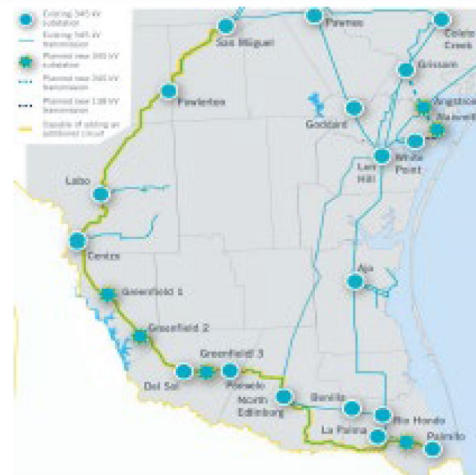 Existing 345 kV
substation
Existing 345 kV
transmission
Planned new 345 kV
substation
Planned new 345 kV
transmission
Planned new 138 kV
transmission
Capable of adding an
additional circuit
San Miguel
Pawnee
Coleto
Creek
Grissom
Fowlerton
Angstrom
Goddard
Lon
Hill
White
Point
Lobo
Cenizo
Ajo
Greenfield 1
Greenfield 2
Greenfield 3
Del Sol
North
Edinburg
Bonilla
Rio Hondo
La Palma
Palmito